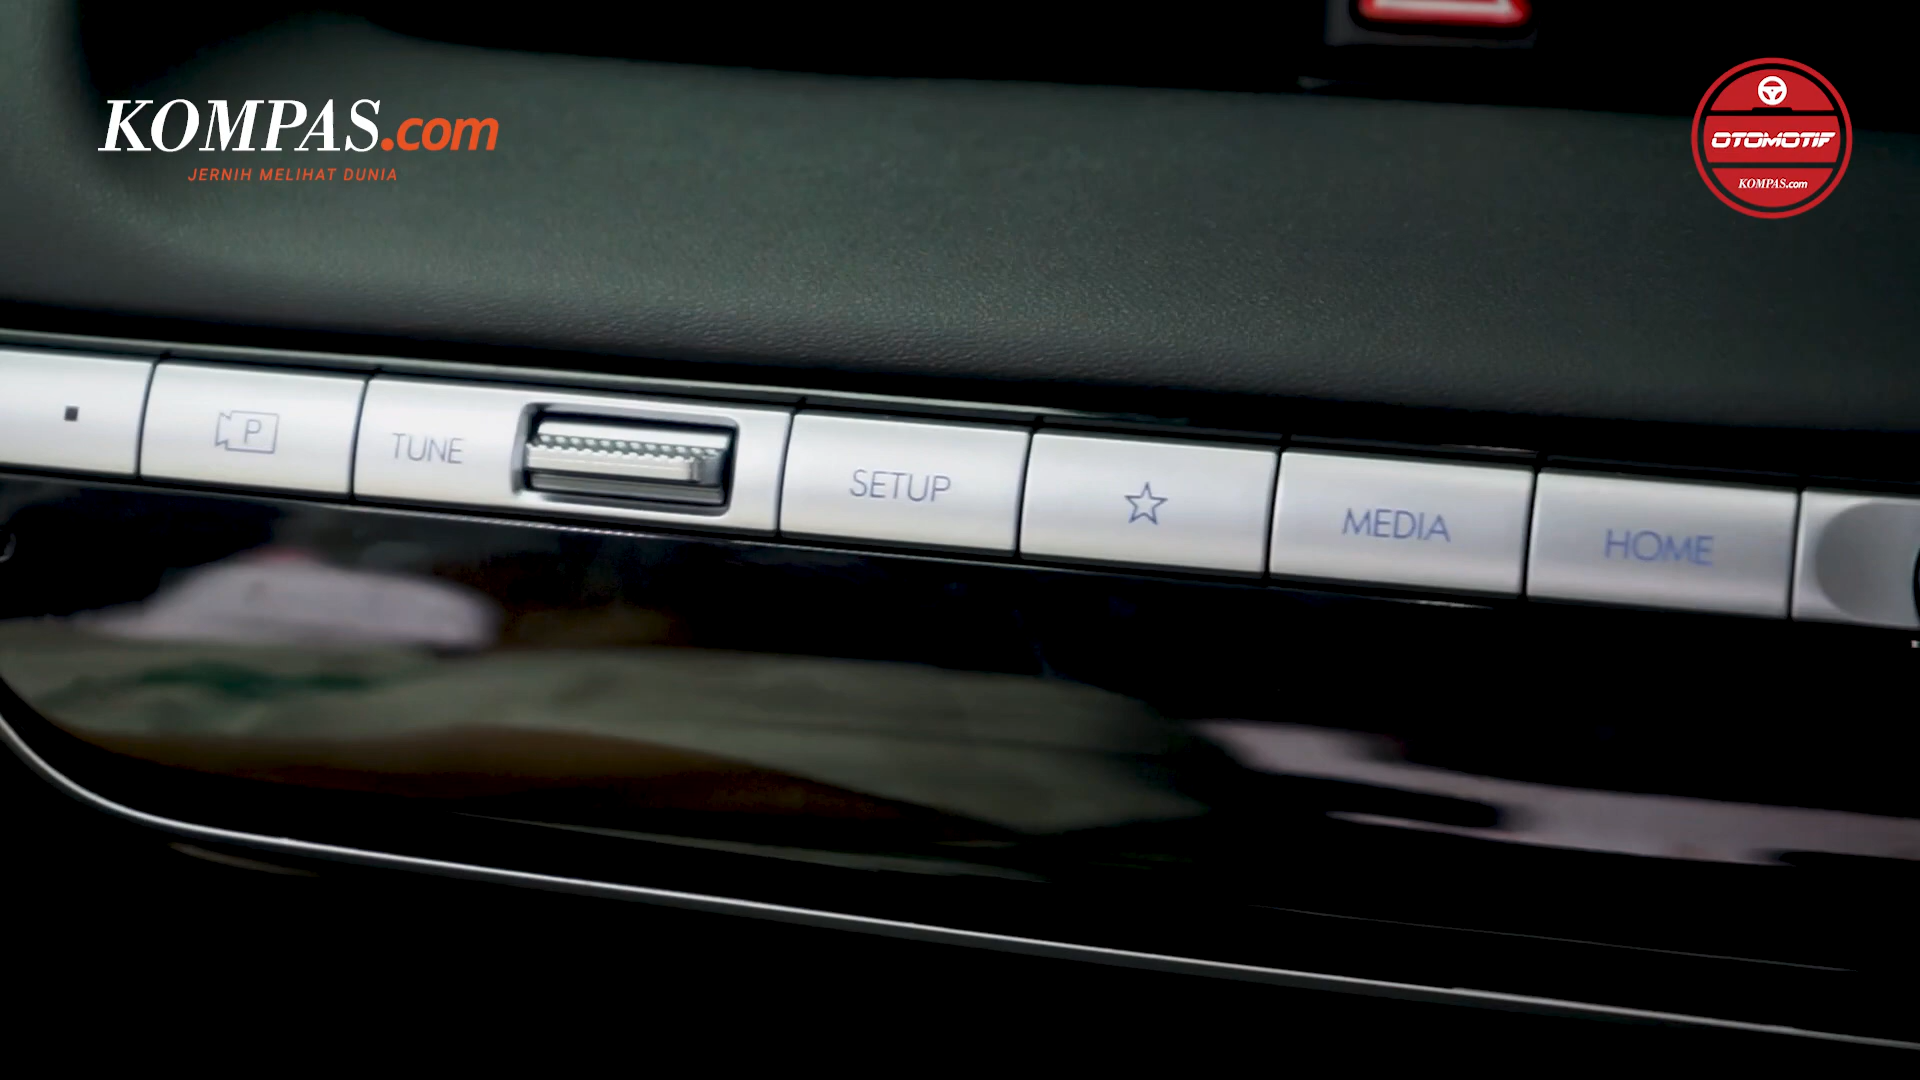 KOMPAS.com
JERNIH MELIHAT DUNIA
OTOMOTIF
KOMPAS.com
P
TUNE
SETUP
MEDIA
HOME